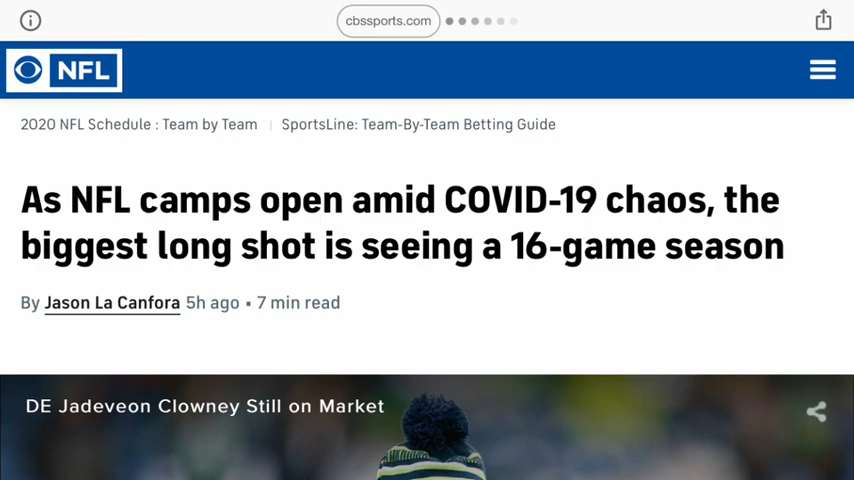 cbssports.com
NFL
2020 NFL Schedule : Team by Team | SportsLine: Team-By-Team Betting Guide
As NFL camps open amid COVID-19 chaos, the
biggest long shot is seeing a 16-game season
By Jason La Canfora 5h ago • 7 min read
DE Jadeveon Clowney Still on Market